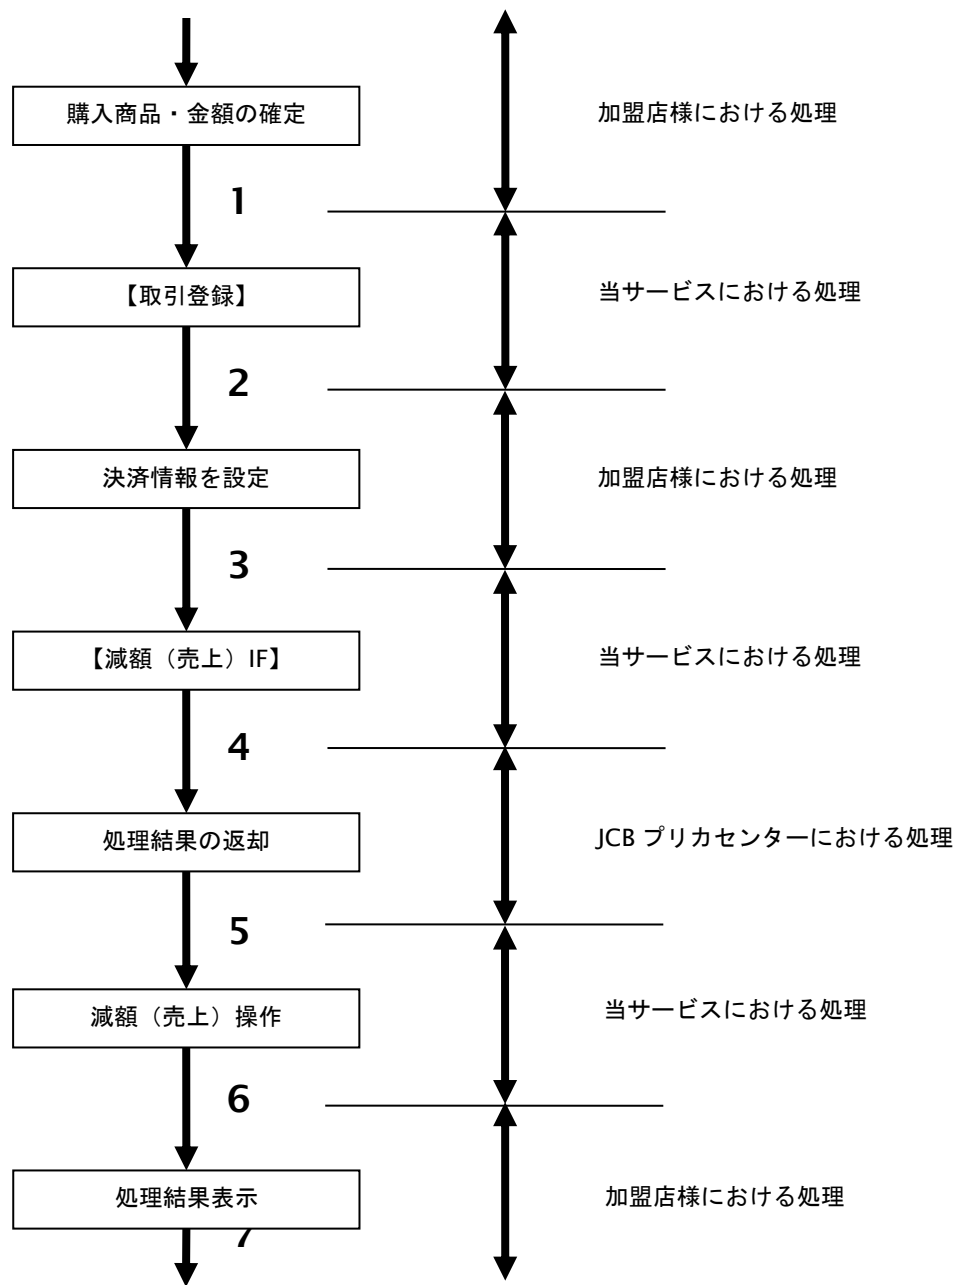 購入商品・金額の確定
加盟店様における処理
1
【取引登録】
当サービスにおける処理
2
決済情報を設定
加盟店様における処理
3
【減額（売上）IF】
当サービスにおける処理
4
処理結果の返却
JCB プリカセンターにおける処理
5
減額（売上）操作
当サービスにおける処理
6
処理結果表示
加盟店様における処理
7